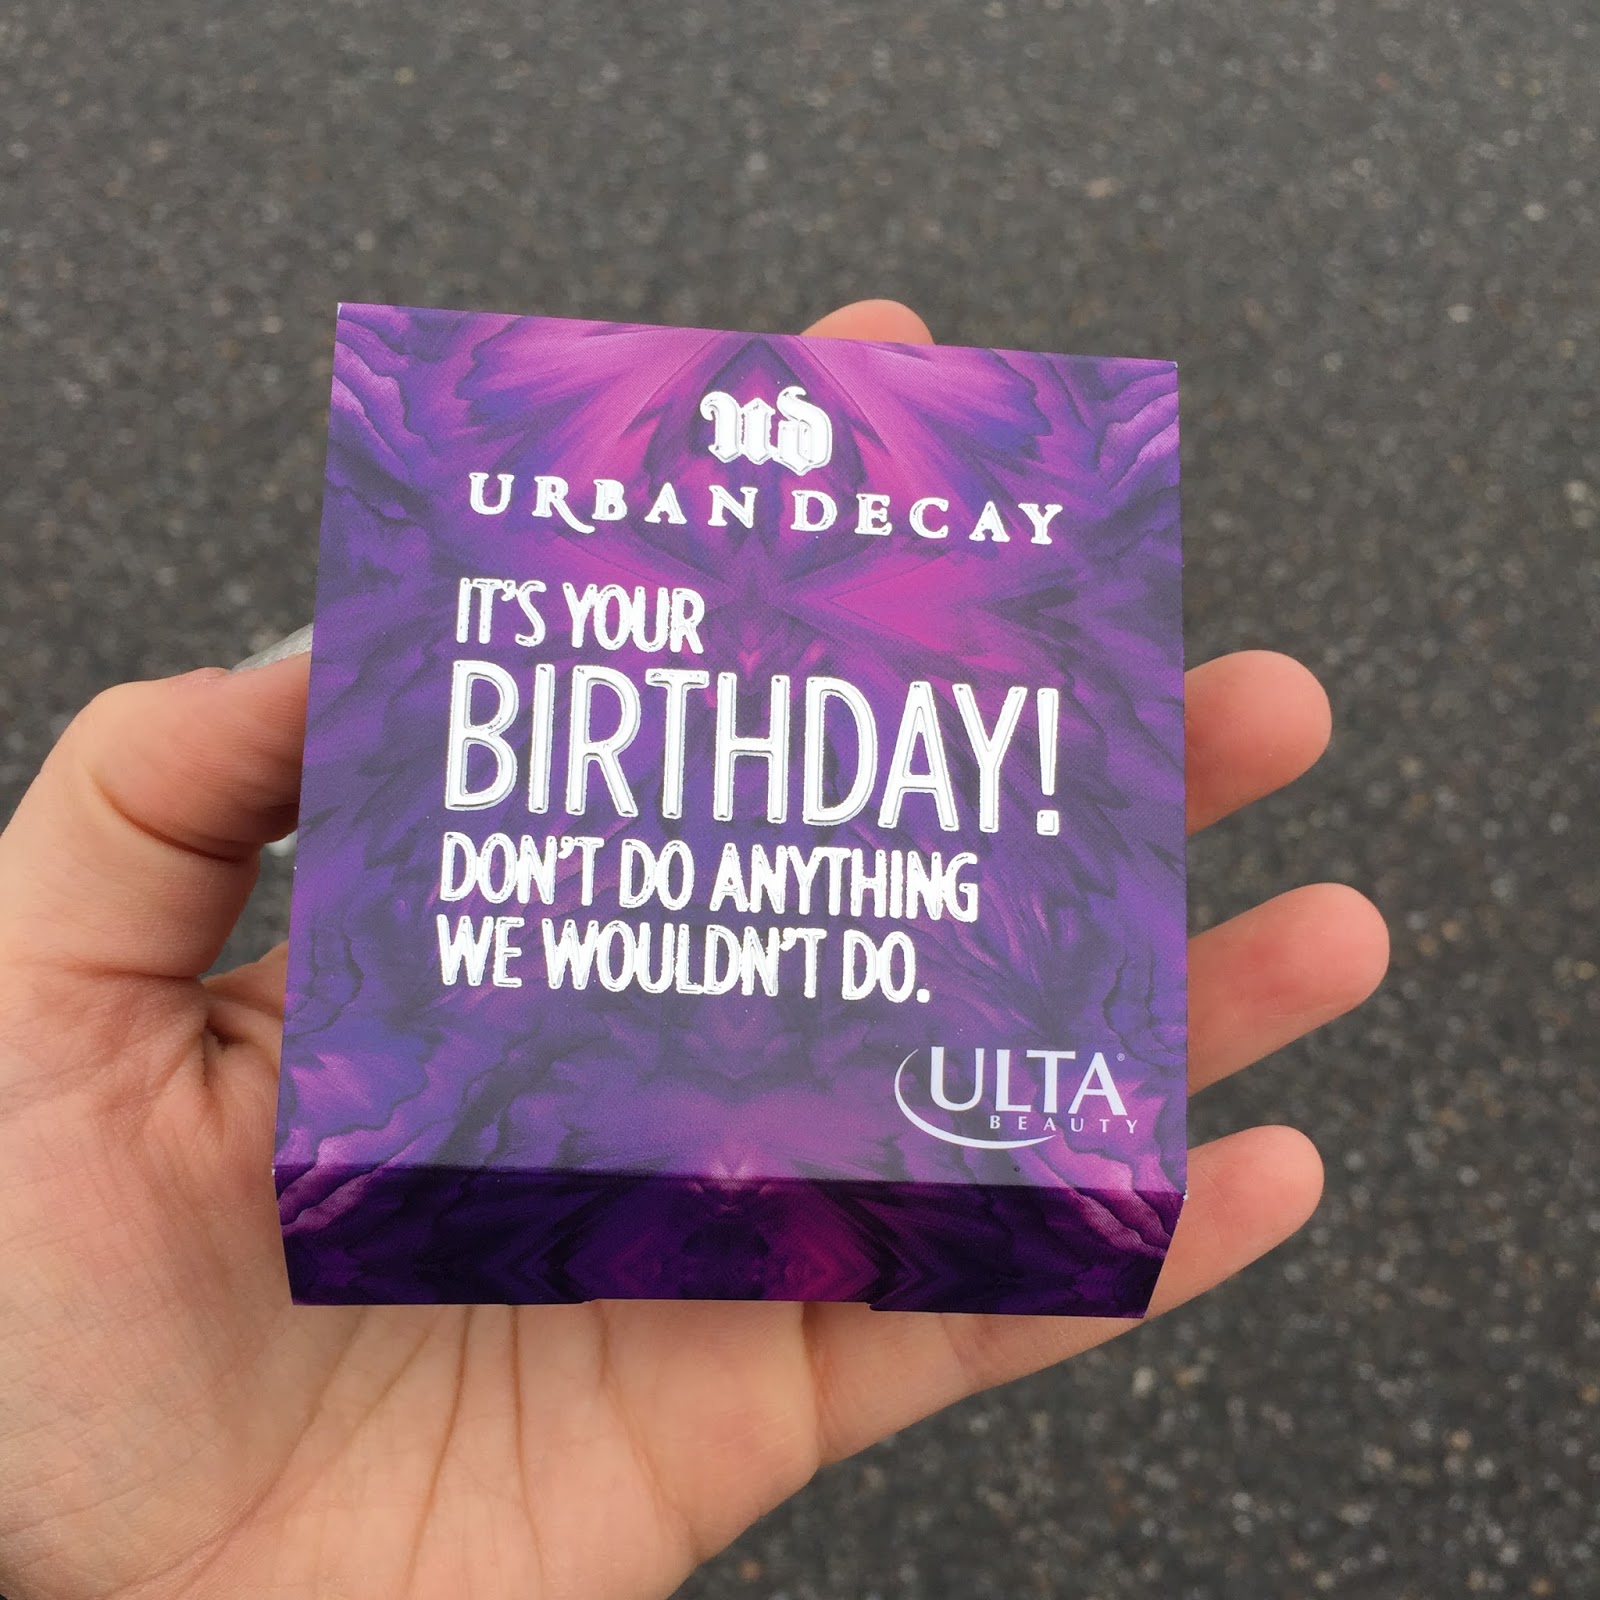 ud
URBAN DECAY
IT'S YOUR
BIRTHDAY!
DON'T DO ANYTHING
WE WOULDN'T DO.
ULTA®
BEAUTY